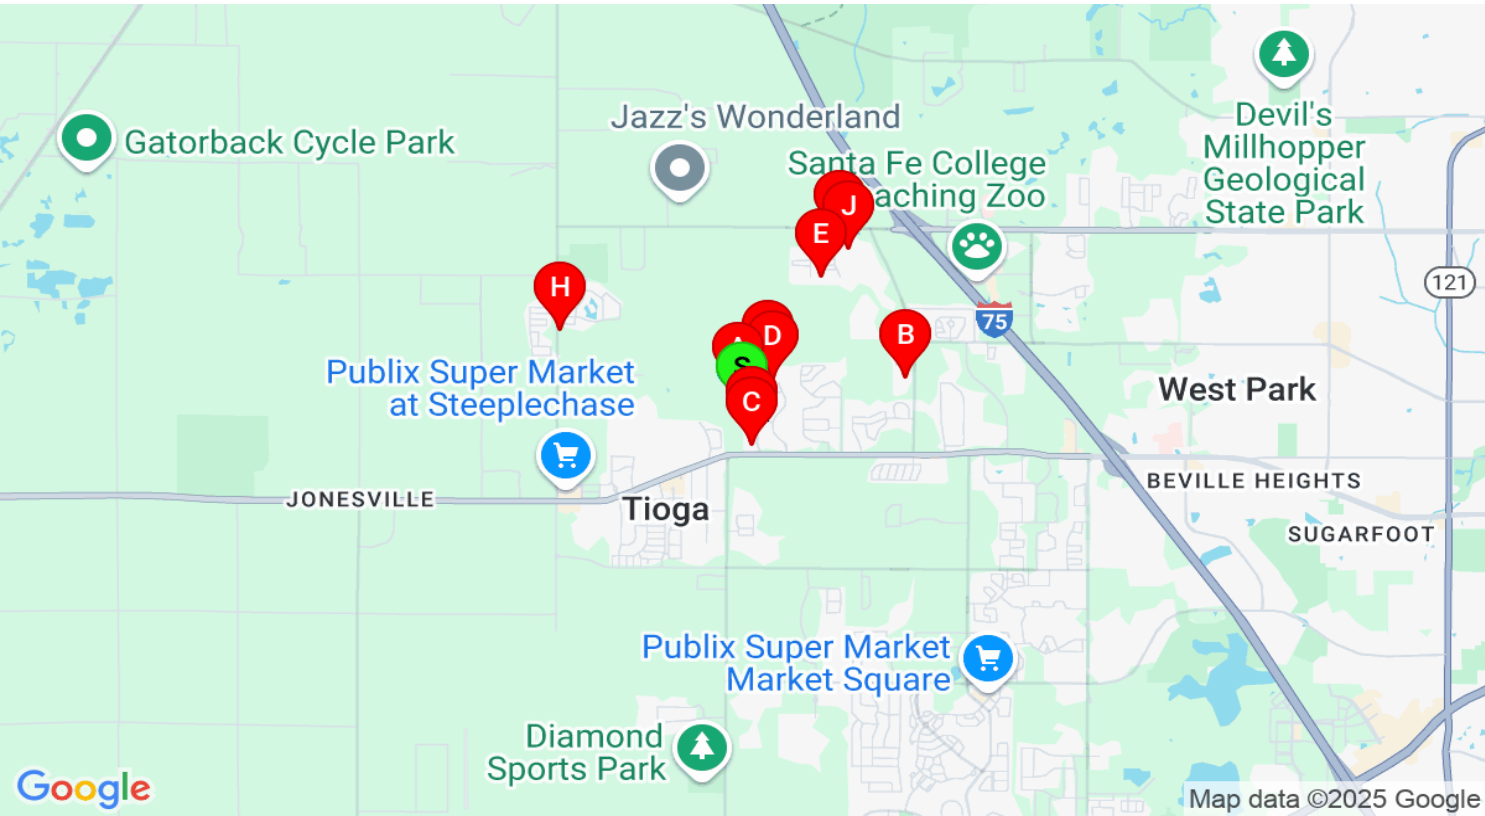 Jazz's Wonderland
Devil's
Millhopper
Geological
State Park
Gatorback Cycle Park
Santa Fe College
aching Zoo
J
E
121
H
75
D
B
S
Publix Super Market
at Steeplechase
C
West Park
BEVILLE HEIGHTS
JONESVILLE
Tioga
SUGARFOOT
Publix Super Market
Market Square
Diamond
Sports Park
Google
Map data ©2025 Google